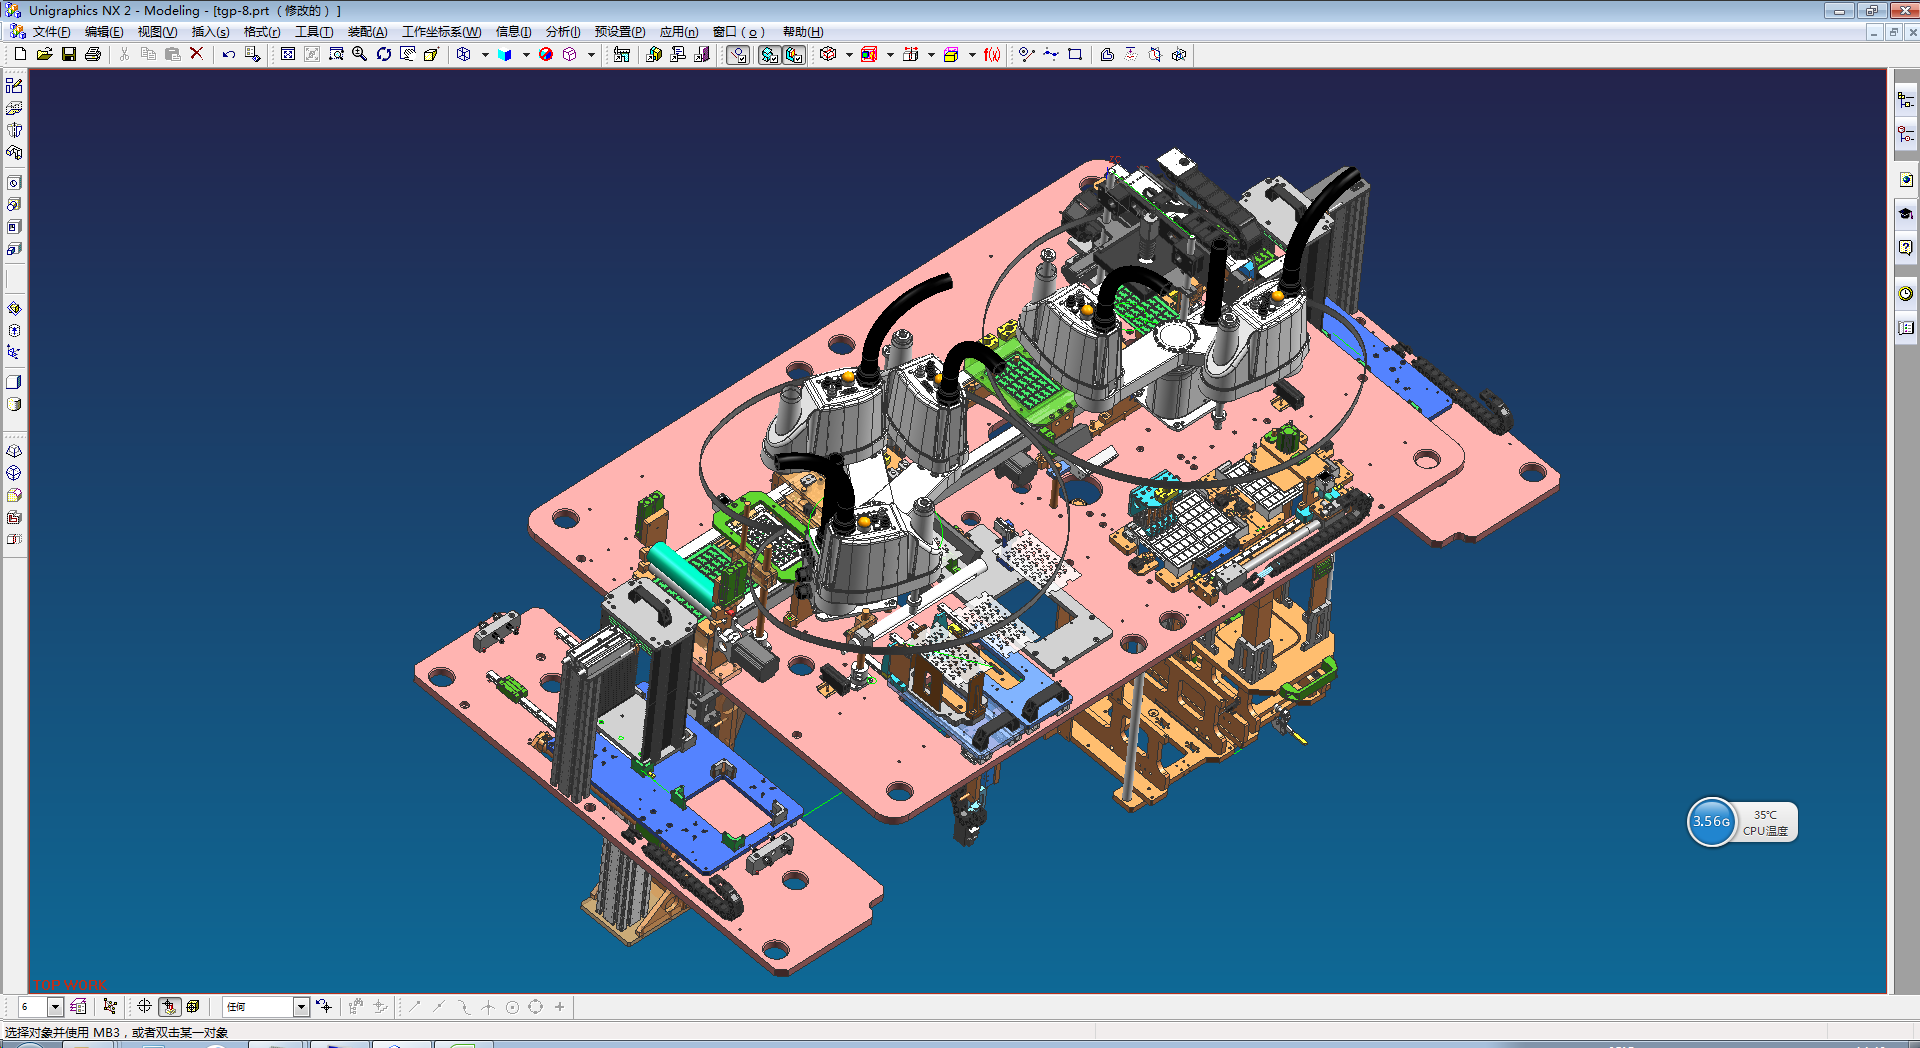 Unigraphics NX 2 - Modeling - [tgp-8.prt （修改的）]
文件(F) 编辑(E) 视图(V) 插入(S) 格式(r) 工具(T) 装配(A) 工作坐标系(W) 信息(I) 分析(l) 预设置(P) 应用(n) 窗口(o) 帮助(H)
f(x)
3.56G
35℃
CPU温度
TOP WORK
6
任何
选择对象并使用 MB3，或者双击某一对象